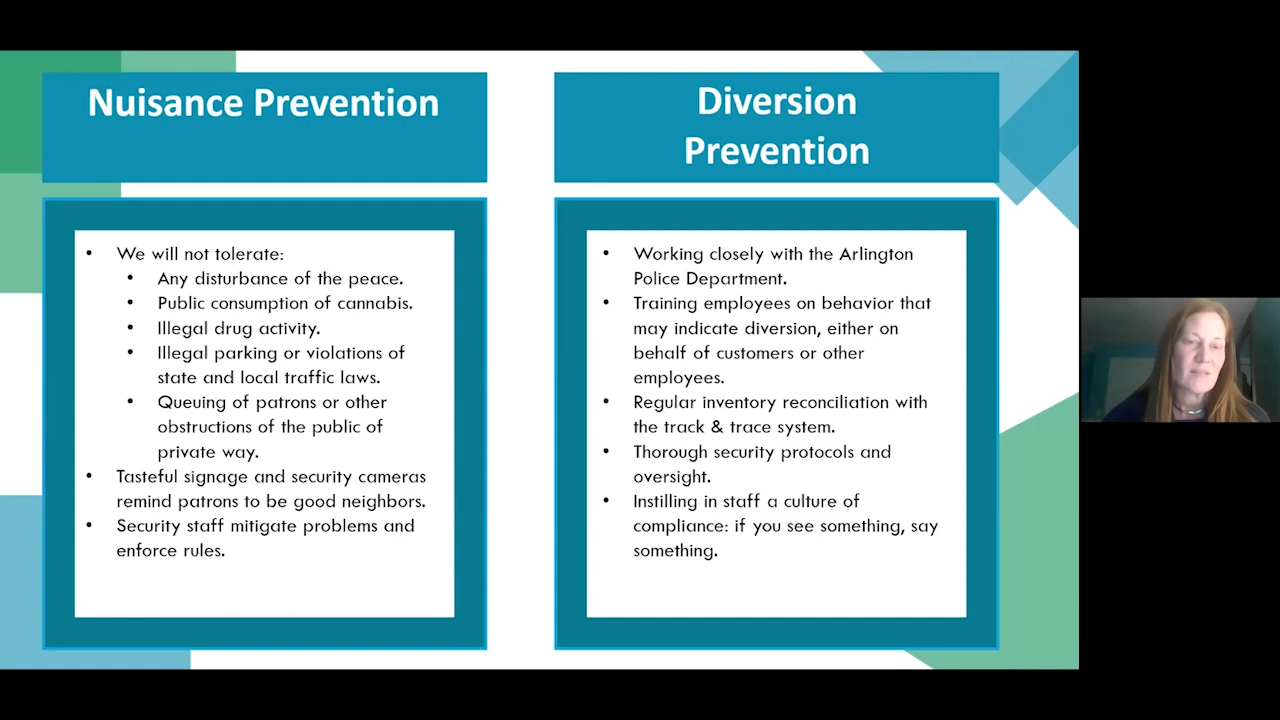 Nuisance Prevention
• We will not tolerate:
• Any disturbance of the peace.
• Public consumption of cannabis.
• Illegal drug activity.
• Illegal parking or violations of
state and local traffic laws.
• Queuing of patrons or other
obstructions of the public of
private way.
• Tasteful signage and security cameras
remind patrons to be good neighbors.
• Security staff mitigate problems and
enforce rules.
Diversion
Prevention
• Working closely with the Arlington
Police Department.
• Training employees on behavior that
may indicate diversion, either on
behalf of customers or other
employees.
• Regular inventory reconciliation with
the track & trace system.
• Thorough security protocols and
oversight.
• Instilling in staff a culture of
compliance: if you see something, say
something.